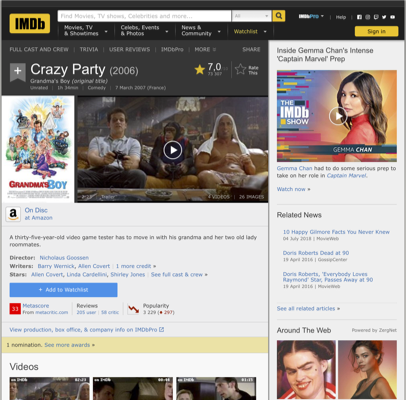 IMDb
Find Movies, TV shows, Celebrities and more...
All
Movies, TV
& Showtimes
Celebs, Events
& Photos
News &
Community
Watchlist
IMDbPro
Help
Sign in
FULL CAST AND CREW | TRIVIA | USER REVIEWS | IMDbPro | MORE
SHARE
+
Crazy Party (2006)
Grandma's Boy (original title)
Unrated | 1h 34min | Comedy | 7 March 2007 (France)
7,0
Rate
This
GRANDMA'S BOY
4 VIDEOS | 26 IMAGES
On Disc
at Amazon
A thirty-five-year-old video game tester has to move in with his grandma and her two old lady
roommates.
Director: Nicholaus Goossen
Writers: Barry Wernick, Allen Covert | 1 more credit »
Stars: Allen Covert, Linda Cardellini, Shirley Jones | See full cast & crew »
+ Add to Watchlist
33
Metascore
From metacritic.com
Reviews
205 user | 58 critic
Popularity
3 229 ( 297)
View production, box office, & company info on IMDbPro
1 nomination. See more awards »
Videos
Inside Gemma Chan's Intense
'Captain Marvel' Prep
THE
IMDb
SHOW
Gemma Chan had to do some serious prep to
take on her role in Captain Marvel.
Watch now »
Related News
10 Happy Gilmore Facts You Never
Knew
04 July 2018 | MovieWeb
Doris Roberts Dead at 90
19 April 2016 | GossipCenter
Doris Roberts, 'Everybody Loves
Raymond' Star, Passes Away at 90
19 April 2016 | MovieWeb
See all related articles »
Around The Web
Powered by ZergNet